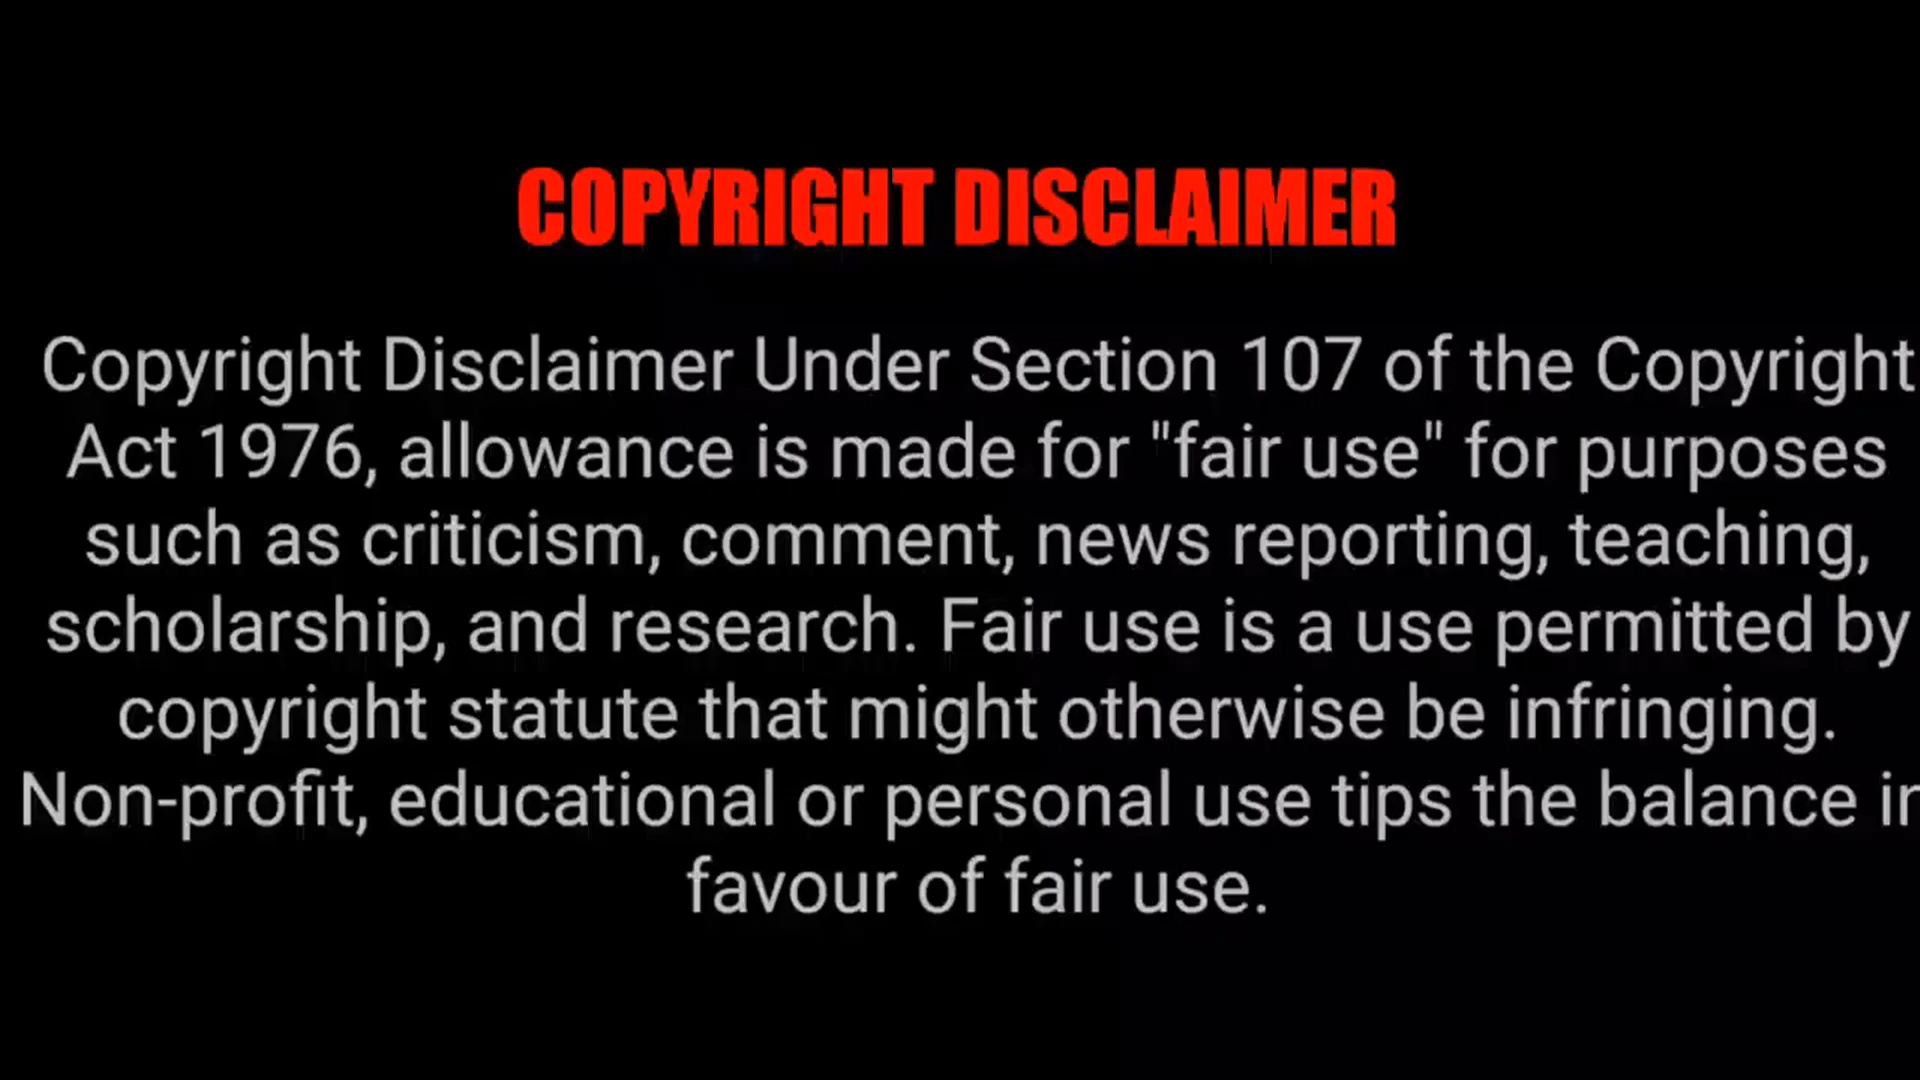 COPYRIGHT DISCLAIMER
Copyright Disclaimer Under Section 107 of the Copyright
Act 1976, allowance is made for "fair use" for purposes
such as criticism, comment, news reporting, teaching,
scholarship, and research. Fair use is a use permitted by
copyright statute that might otherwise be infringing.
Non-profit, educational or personal use tips the balance in
favour of fair use.